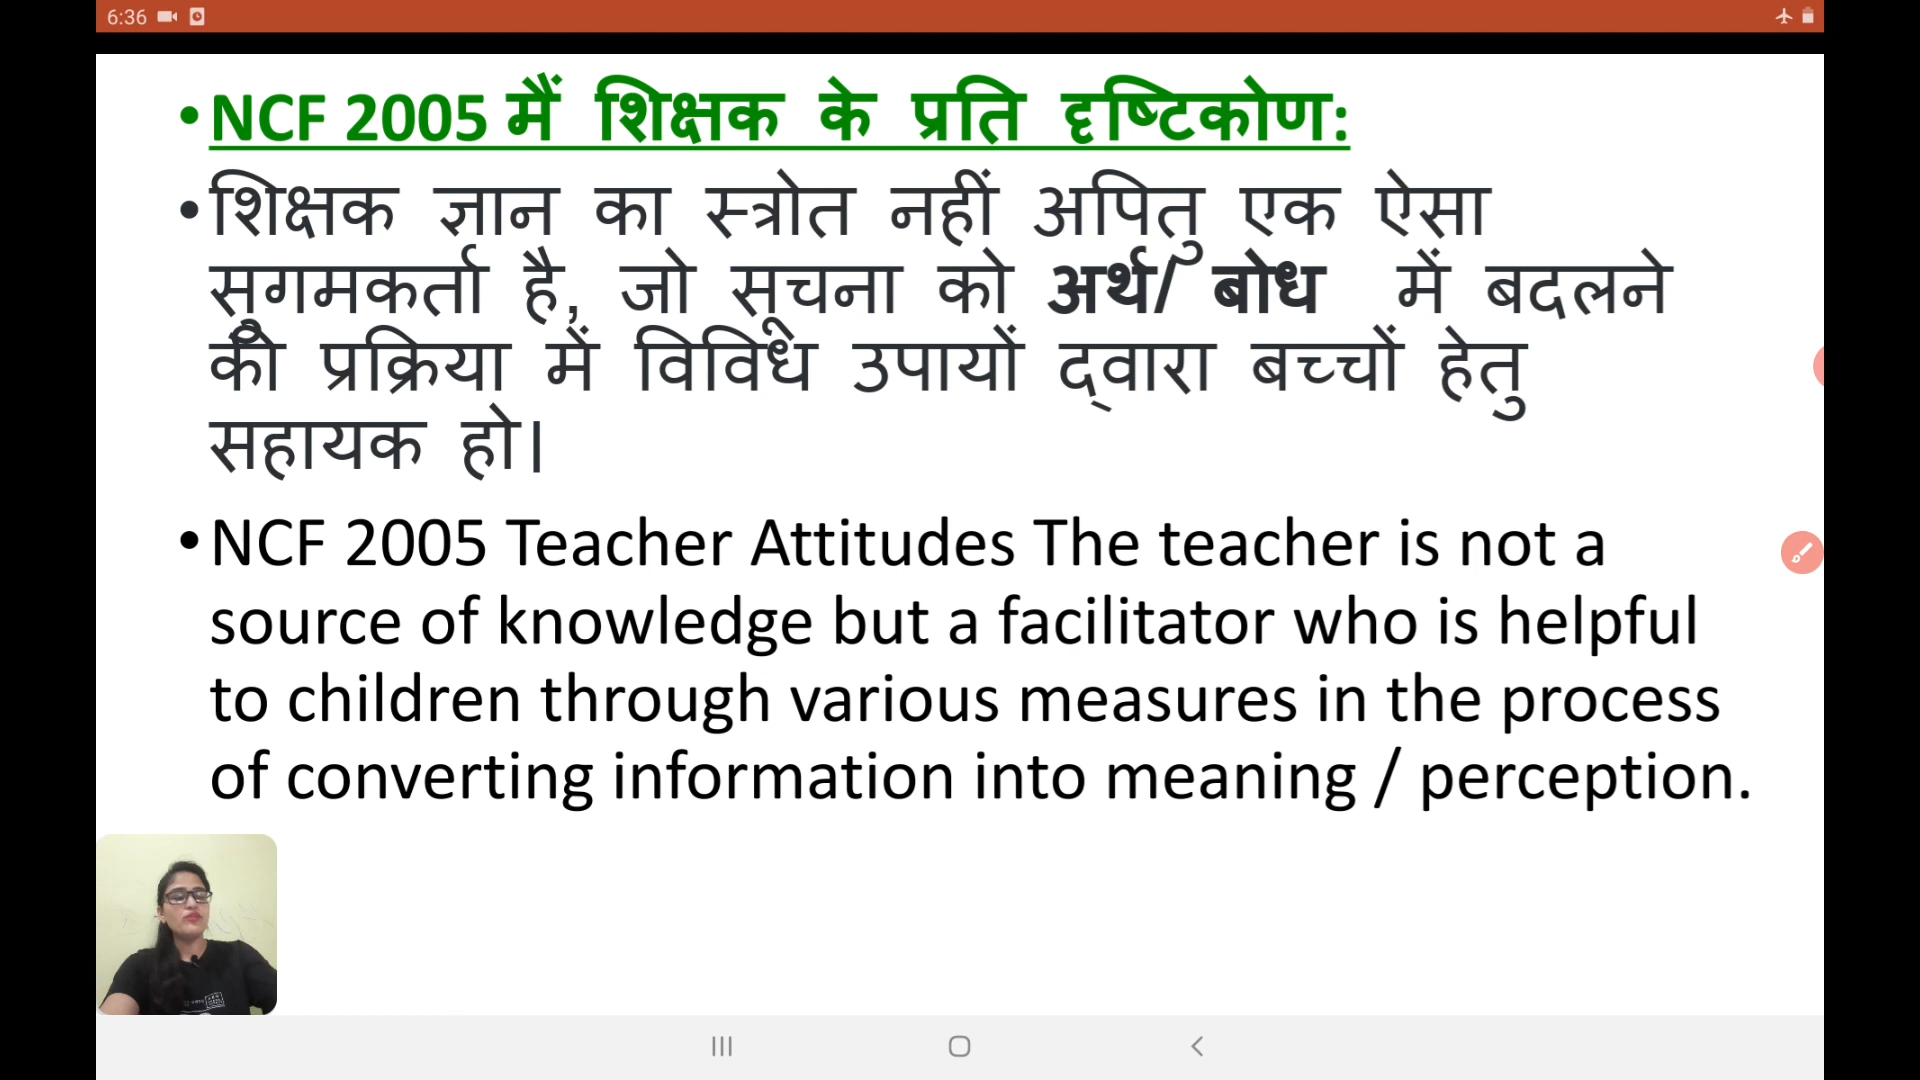 6:36
•NCF 2005 में शिक्षक के प्रति दृष्टिकोण:
•शिक्षक ज्ञान का स्त्रोत नहीं अपितु एक ऐसा
सुगमकर्ता है, जो सूचना को अर्थ/ बोध में बदलने
की प्रक्रिया में विविध उपायों द्वारा बच्चों हेतु
सहायक हो।
•NCF 2005 Teacher Attitudes The teacher is not a
source of knowledge but a facilitator who is helpful
to children through various measures in the process
of converting information into meaning / perception.